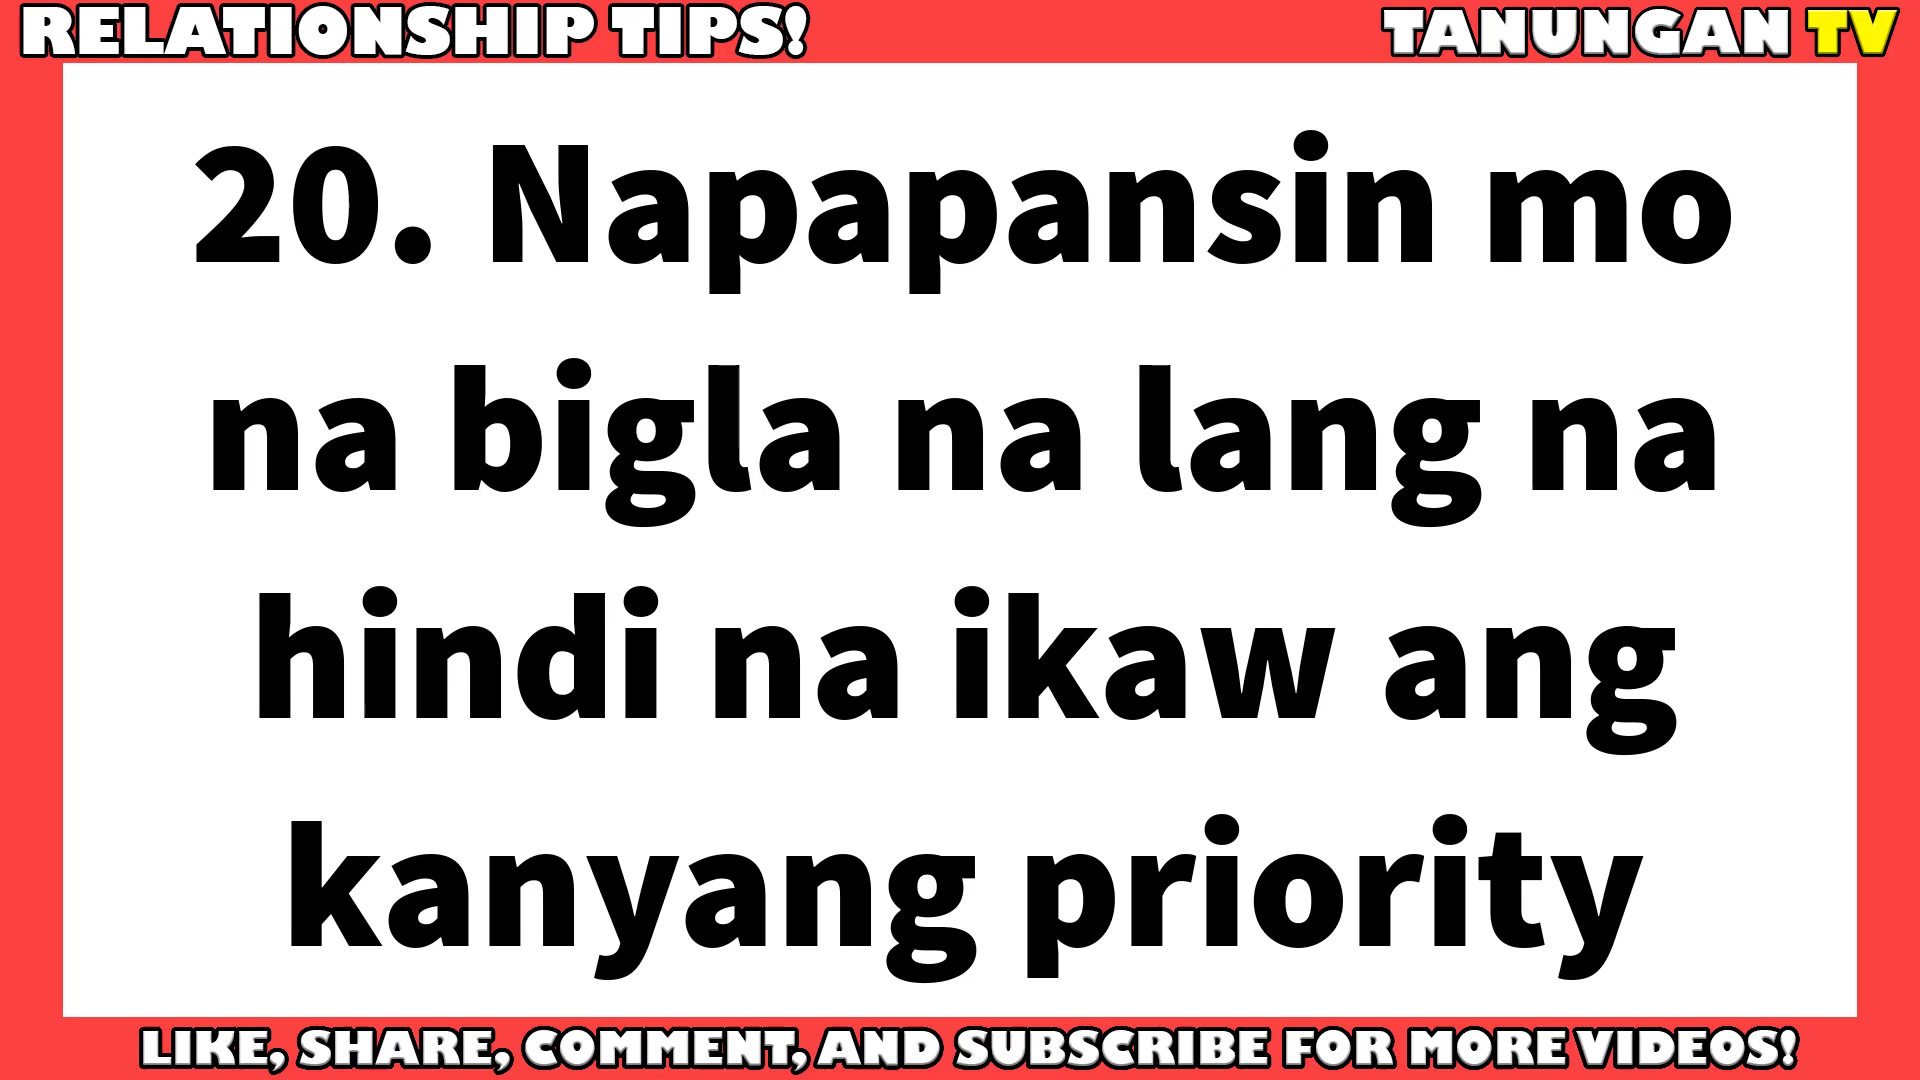 RELATIONSHIP TIPS!
TANUNGAN TV
20. Napapansin mo
na bigla na lang na
hindi na ikaw ang
kanyang priority
LIKE, SHARE, COMMENT, AND SUBSCRIBE FOR MORE VIDEOS!